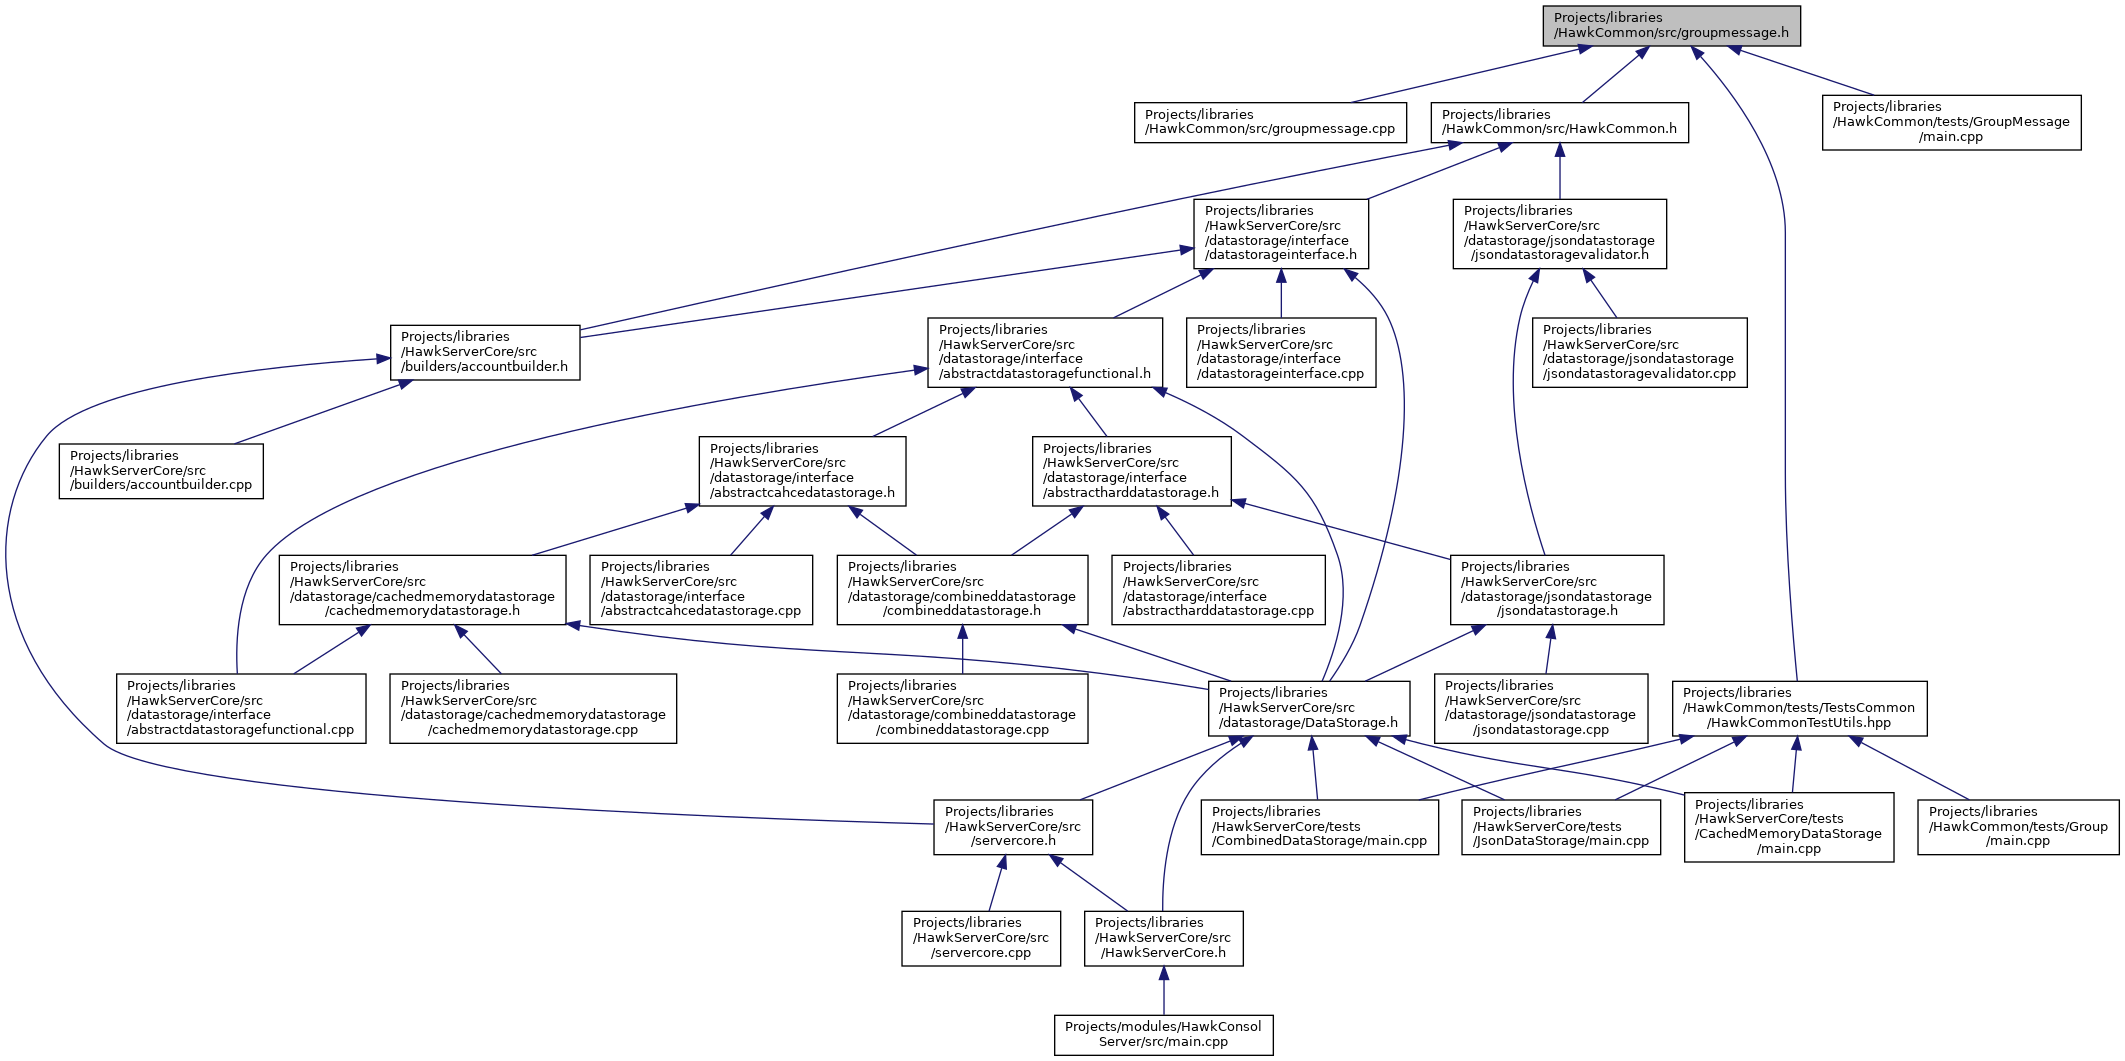 Projects/libraries
/HawkCommon/src/groupmessage.h
Projects/libraries
/HawkCommon/src/groupmessage.cpp
Projects/libraries
/HawkCommon/src/HawkCommon.h
Projects/libraries
/HawkCommon/tests/GroupMessage
/main.cpp
Projects/libraries
/HawkServerCore/src
/datastorage/interface
/datastorageinterface.h
Projects/libraries
/HawkServerCore/src
/datastorage/jsondatastorage
/jsondatastoragevalidator.h
Projects/libraries
/HawkServerCore/src
/builders/accountbuilder.h
Projects/libraries
/HawkServerCore/src
/datastorage/interface
/abstractdatastoragefunctional.h
Projects/libraries
/HawkServerCore/src
/datastorage/interface
/datastorageinterface.cpp
Projects/libraries
/HawkServerCore/src
/datastorage/jsondatastorage
/jsondatastoragevalidator.cpp
Projects/libraries
/HawkServerCore/src
/builders/accountbuilder.cpp
Projects/libraries
/HawkServerCore/src
/datastorage/interface
/abstractcahcedatastorage.h
Projects/libraries
/HawkServerCore/src
/datastorage/interface
/abstractharddatastorage.h
Projects/libraries
/HawkServerCore/src
/datastorage/cachedmemorydatastorage
/cachedmemorydatastorage.h
Projects/libraries
/HawkServerCore/src
/datastorage/interface
/abstractcahcedatastorage.cpp
Projects/libraries
/HawkServerCore/src
/datastorage/combineddatastorage
/combineddatastorage.h
Projects/libraries
/HawkServerCore/src
/datastorage/interface
/abstractharddatastorage.cpp
Projects/libraries
/HawkServerCore/src
/datastorage/jsondatastorage
/jsondatastorage.h
Projects/libraries
/HawkServerCore/src
/datastorage/interface
/abstractdatastoragefunctional.cpp
Projects/libraries
/HawkServerCore/src
/datastorage/cachedmemorydatastorage
/cachedmemorydatastorage.cpp
Projects/libraries
/HawkServerCore/src
/datastorage/combineddatastorage
/combineddatastorage.cpp
Projects/libraries
/HawkServerCore/src
/datastorage/DataStorage.h
Projects/libraries
/HawkServerCore/src
/datastorage/jsondatastorage
/jsondatastorage.cpp
Projects/libraries
/HawkCommon/tests/TestsCommon
/HawkCommonTestUtils.hpp
Projects/libraries
/HawkServerCore/src
/servercore.h
Projects/libraries
/HawkServerCore/tests
/CombinedDataStorage/main.cpp
Projects/libraries
/HawkServerCore/tests
/JsonDataStorage/main.cpp
Projects/libraries
/HawkServerCore/tests
/CachedMemoryDataStorage
/main.cpp
Projects/libraries
/HawkCommon/tests/Group
/main.cpp
Projects/libraries
/HawkServerCore/src
/servercore.cpp
Projects/libraries
/HawkServerCore/src
/HawkServerCore.h
Projects/modules/HawkConsol
Server/src/main.cpp